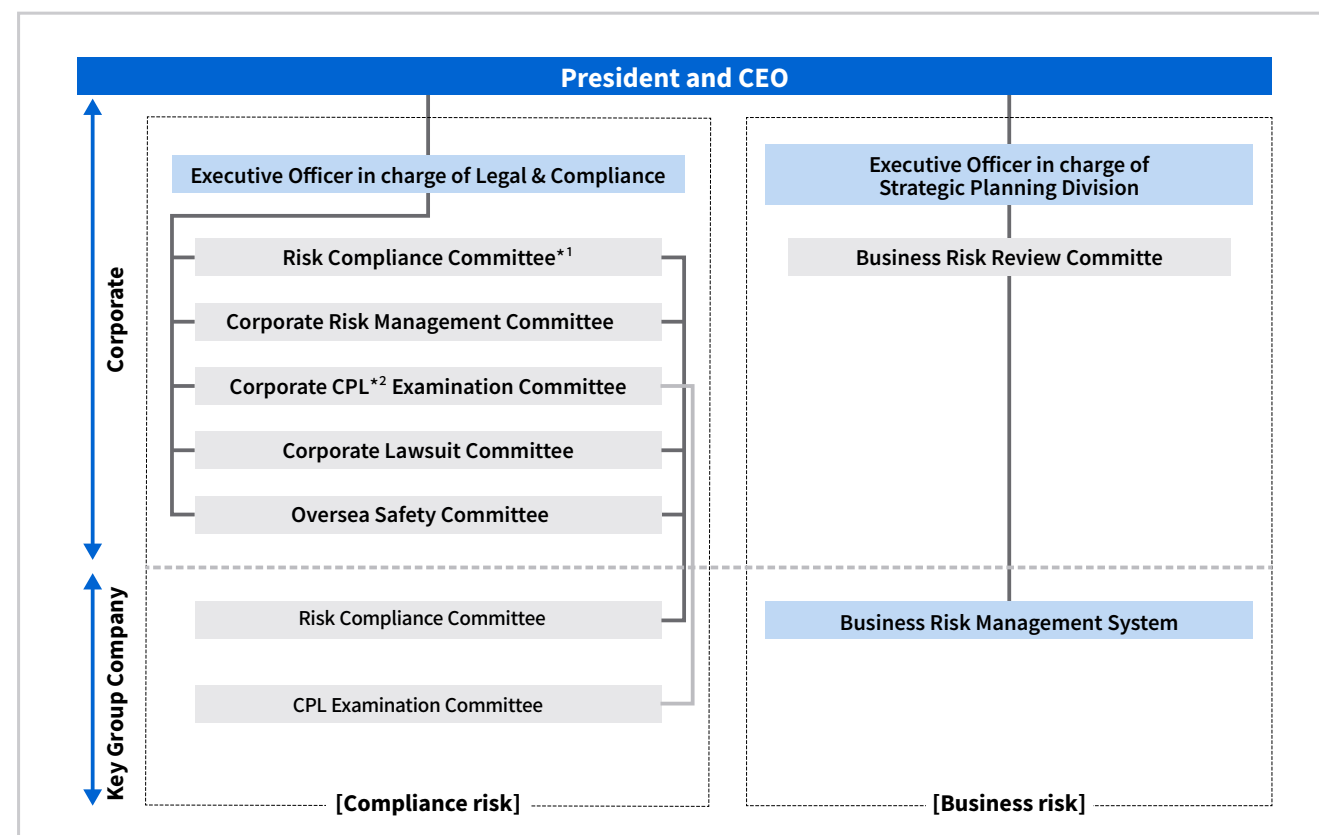 President and CEO
Corporate
Executive Officer in charge of Legal & Compliance
Risk Compliance Committee*1
Corporate Risk Management Committee
Corporate CPL*2 Examination Committee
Corporate Lawsuit Committee
Oversea Safety Committee
Executive Officer in charge of
Strategic Planning Division
Business Risk Review Committe
Key Group Company
Risk Compliance Committee
CPL Examination Committee
Business Risk Management System
[Compliance risk]
[Business risk]